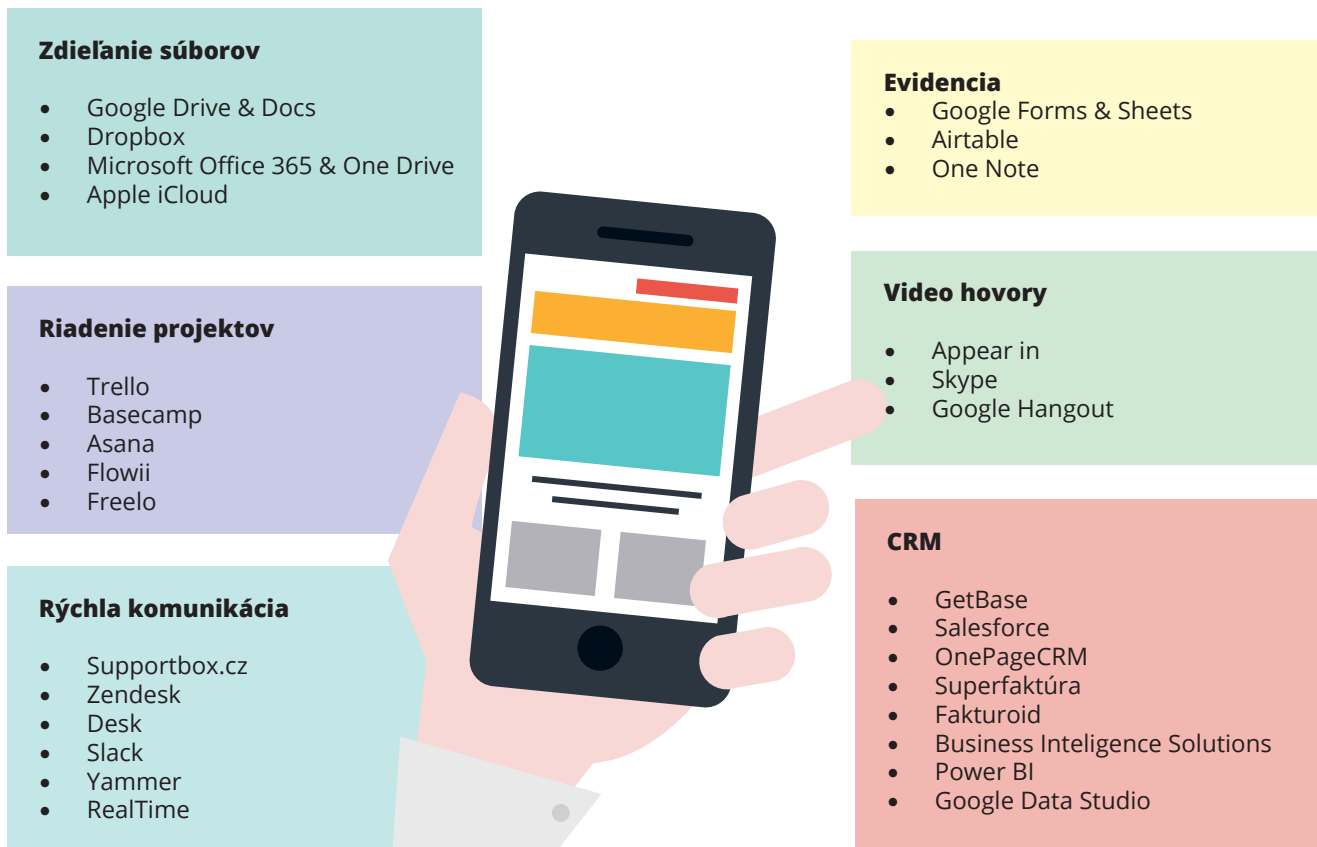 Zdieľanie súborov
• Google Drive & Docs
• Dropbox
• Microsoft Office 365 & One Drive
• Apple iCloud
Riadenie projektov
• Trello
• Basecamp
• Asana
• Flowii
• Freelo
Rýchla komunikácia
• Supportbox.cz
• Zendesk
• Desk
• Slack
• Yammer
• RealTime
Evidencia
• Google Forms & Sheets
• Airtable
• One Note
Video hovory
• Appear in
• Skype
• Google Hangout
CRM
• GetBase
• Salesforce
• OnePageCRM
• Superfaktúra
• Fakturoid
• Business Inteligence Solutions
• Power BI
• Google Data Studio